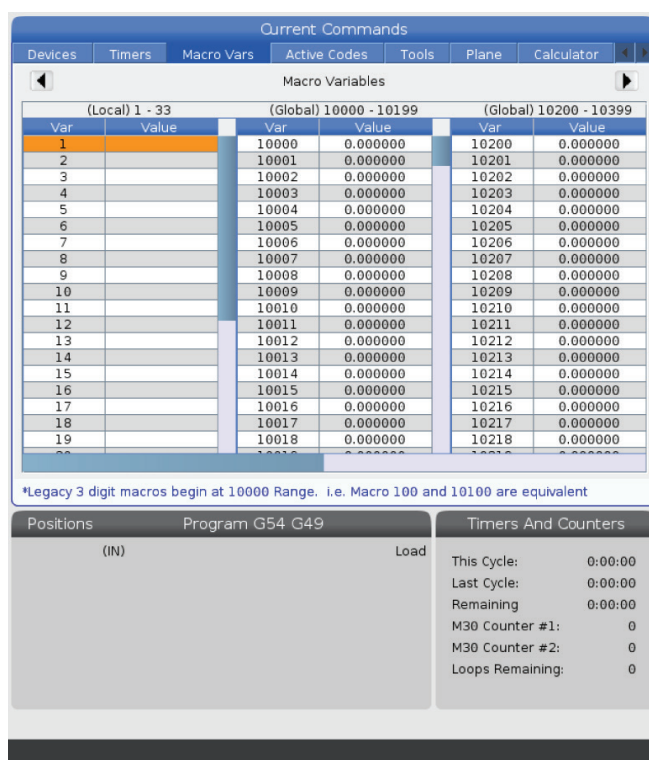 Current Commands
Devices Timers Macro Vars Active Codes Tools Plane Calculator
Macro Variables
(Local) 1 - 33 (Global) 10000 - 10199 (Global) 10200 - 10399
Var Value Var Value Var Value
1 10000 0.000000 10200 0.000000
2 10001 0.000000 10201 0.000000
3 10002 0.000000 10202 0.000000
4 10003 0.000000 10203 0.000000
5 10004 0.000000 10204 0.000000
6 10005 0.000000 10205 0.000000
7 10006 0.000000 10206 0.000000
8 10007 0.000000 10207 0.000000
9 10008 0.000000 10208 0.000000
10 10009 0.000000 10209 0.000000
11 10010 0.000000 10210 0.000000
12 10011 0.000000 10211 0.000000
13 10012 0.000000 10212 0.000000
14 10013 0.000000 10213 0.000000
15 10014 0.000000 10214 0.000000
16 10015 0.000000 10215 0.000000
17 10016 0.000000 10216 0.000000
18 10017 0.000000 10217 0.000000
19 10018 0.000000 10218 0.000000
*Legacy 3 digit macros begin at 10000 Range. i.e. Macro 100 and 10100 are equivalent
Positions Program G54 G49
(IN) Load
Timers And Counters
This Cycle: 0:00:00
Last Cycle: 0:00:00
Remaining 0:00:00
M30 Counter #1: 0
M30 Counter #2: 0
Loops Remaining: 0